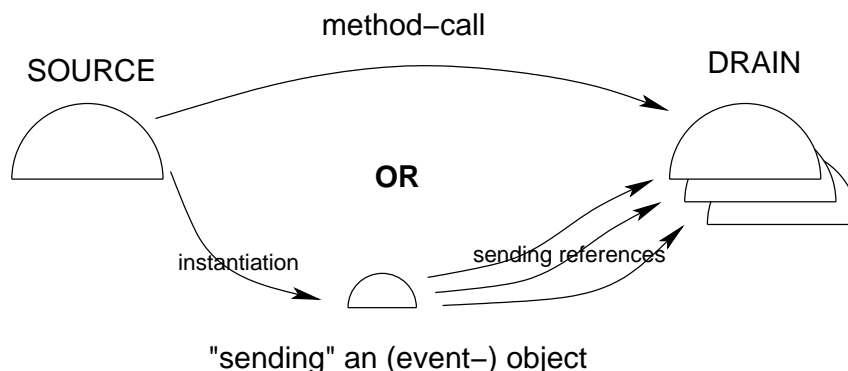 method−call
SOURCE
DRAIN
OR
instantiation
sending references
"sending" an (event−) object